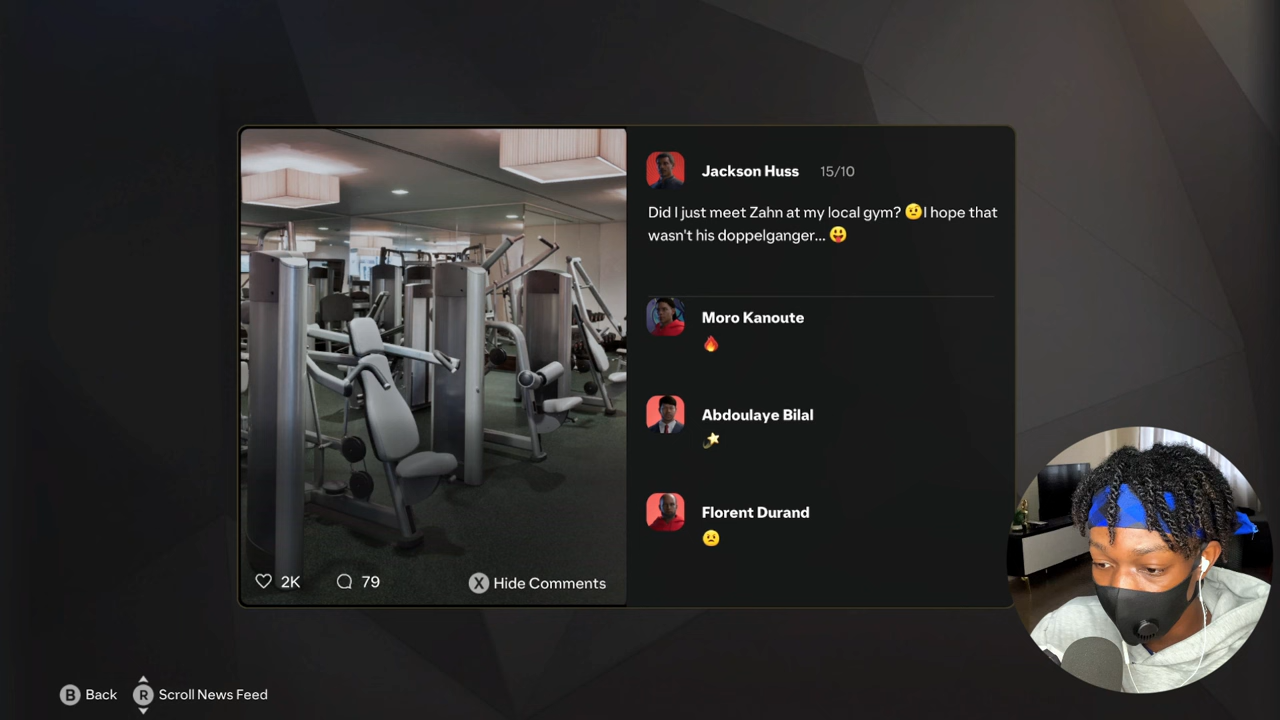 Jackson Huss 15/10
Did I just meet Zahn at my local gym? 🤨I hope that
wasn't his doppelganger... 😛
Moro Kanoute
🔥
Abdoulaye Bilal
🌠
Florent Durand
😟
2K 79 X Hide Comments
B Back R Scroll News Feed